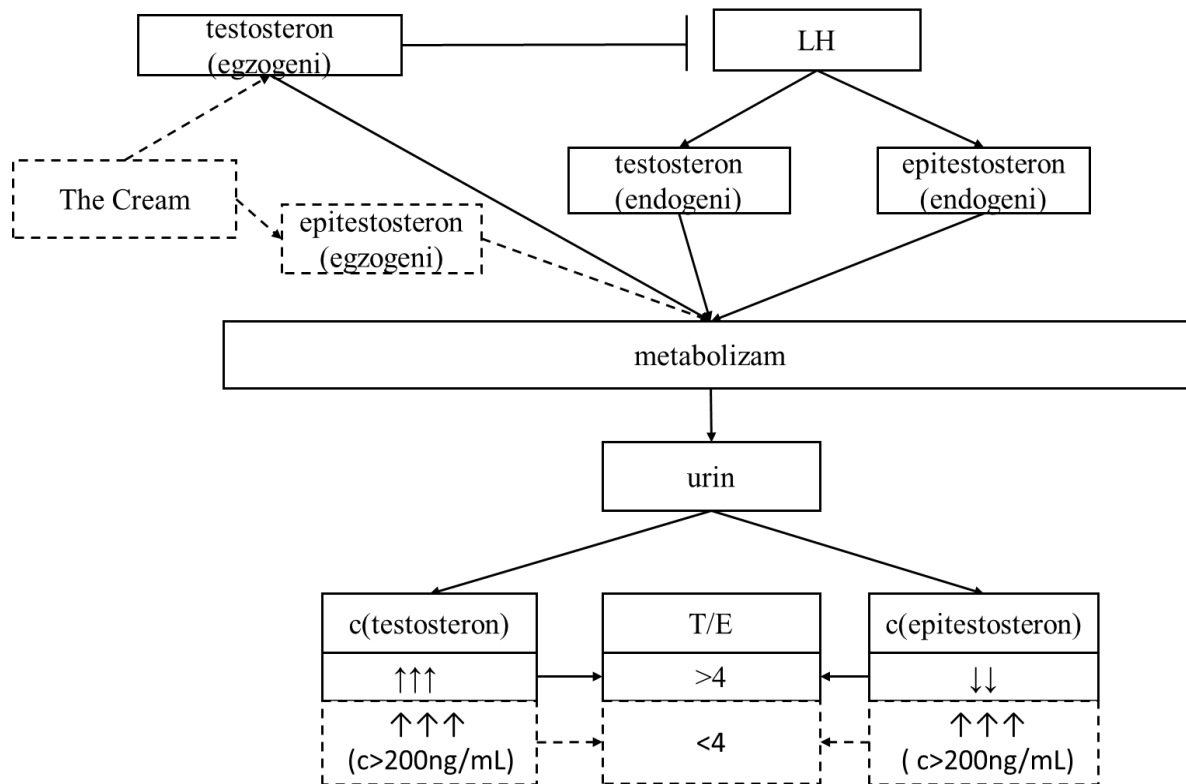 testosteron
(egzogeni)
LH
The Cream
epitestosteron
(egzogeni)
testosteron
(endogeni)
epitestosteron
(endogeni)
metabolizam
urin
c(testosteron)
T/E
c(epitestosteron)
↑↑↑
>4
↓↓
↑↑↑
(c>200ng/mL)
<4
↑↑↑
( c>200ng/mL)